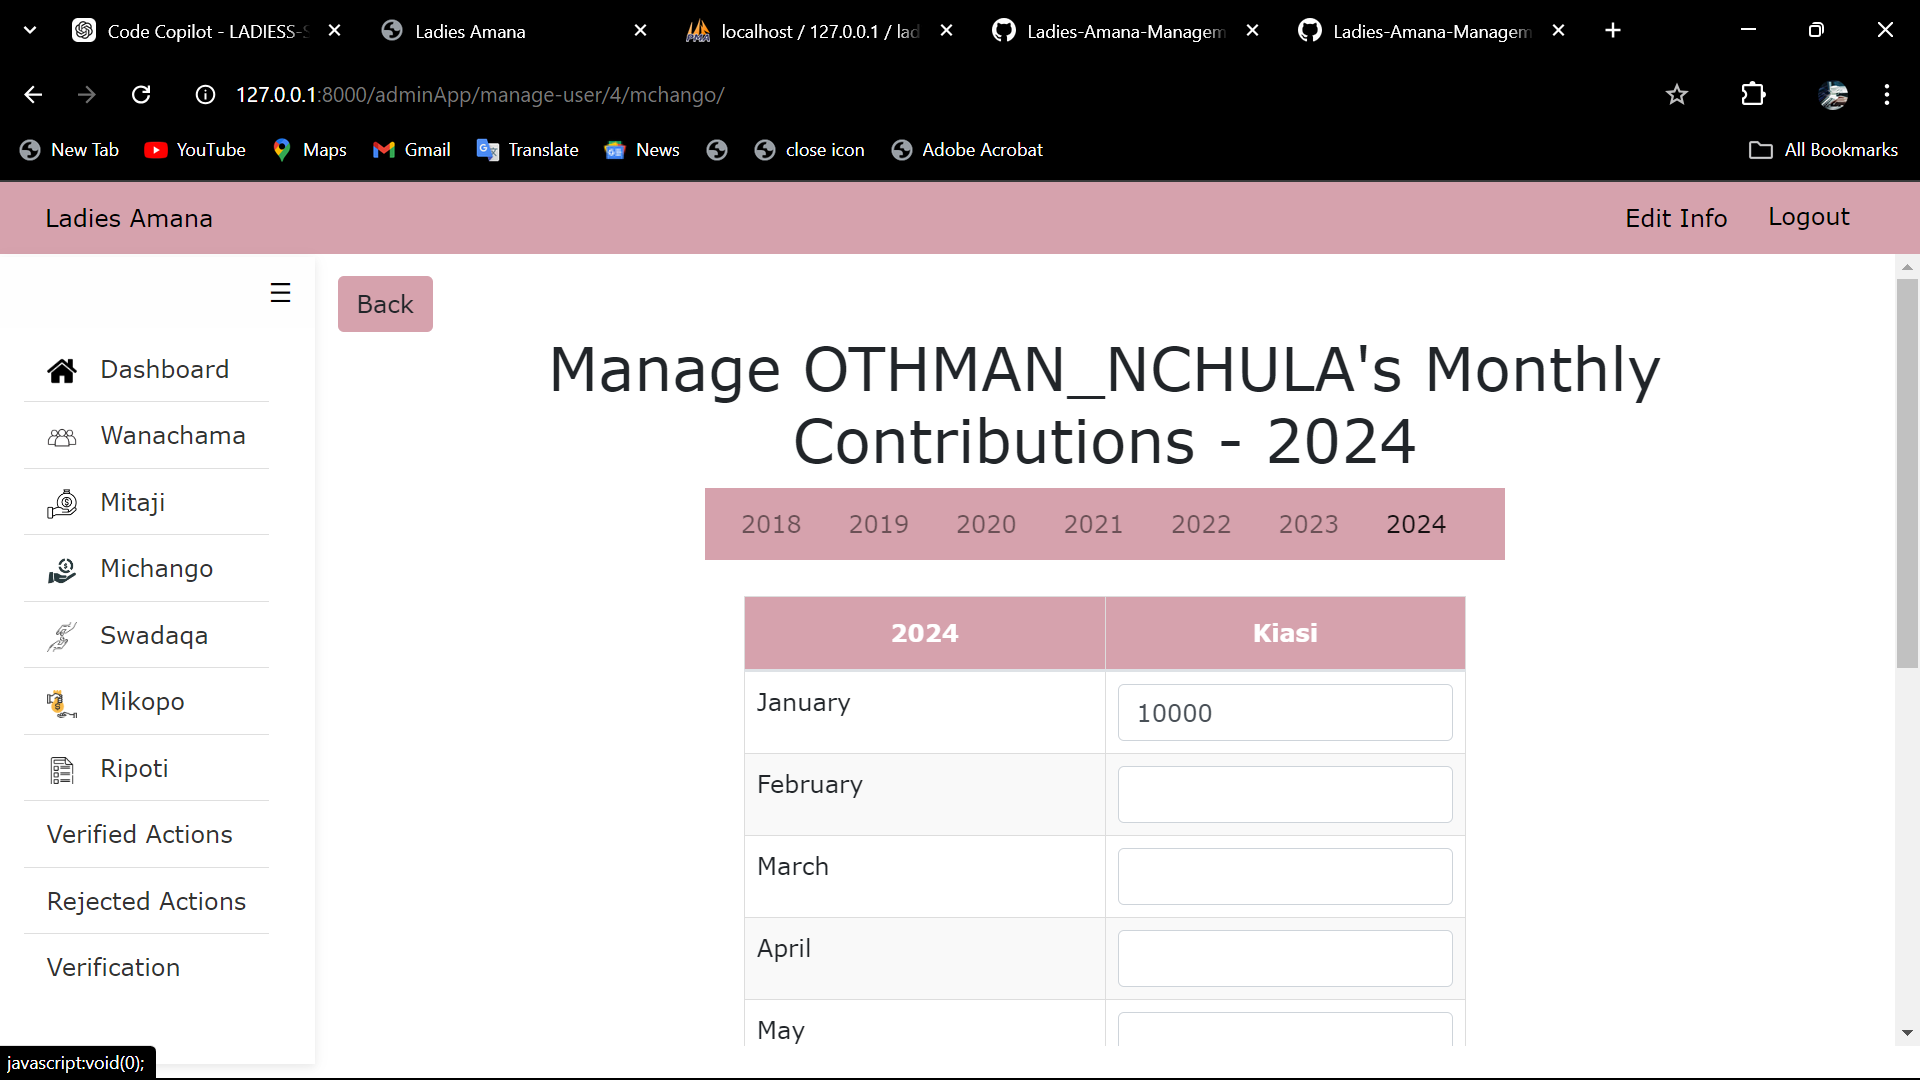 Code Copilot - LADIESS-S
Ladies Amana
localhost / 127.0.0.1 / lad
Ladies-Amana-Managem
Ladies-Amana-Managem
127.0.0.1:8000/adminApp/manage-user/4/mchango/
New Tab
YouTube
Maps
Gmail
Translate
News
close icon
Adobe Acrobat
All Bookmarks
Ladies Amana
Edit Info
Logout
Back
Dashboard
Wanachama
Mitaji
Michango
Swadaqa
Mikopo
Ripoti
Verified Actions
Rejected Actions
Verification
Manage OTHMAN_NCHULA's Monthly
Contributions - 2024
2018 2019 2020 2021 2022 2023 2024
2024 Kiasi
January 10000
February
March
April
May
javascript:void(0);